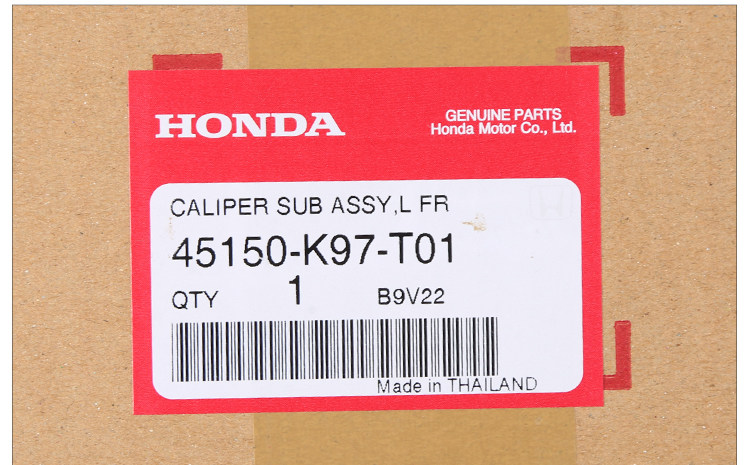 HONDA
GENUINE PARTS
Honda Motor Co., Ltd.
CALIPER SUB ASSY,L FR
45150-K97-T01
QTY 1 B9V22
Made in THAILAND